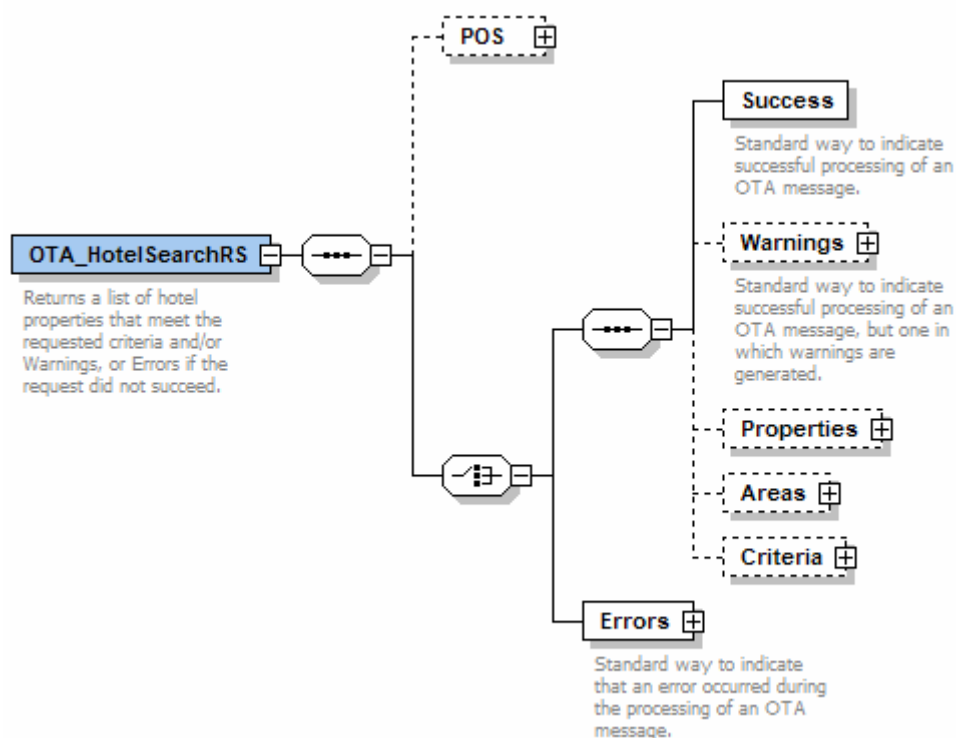 POS
Success
Standard way to indicate
successful processing of an
OTA message.
Warnings
Standard way to indicate
successful processing of an
OTA message, but one in
which warnings are
generated.
OTA_HotelSearchRS
Returns a list of hotel
properties that meet the
requested criteria and/or
Warnings, or Errors if the
request did not succeed.
Properties
Areas
Criteria
Errors
Standard way to indicate
that an error occurred during
the processing of an OTA
message.